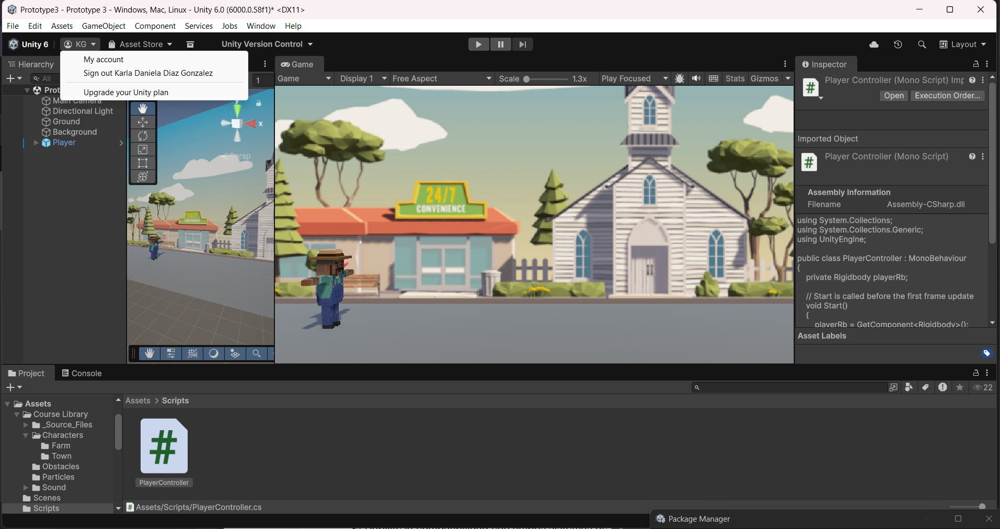 Prototype3 - Prototype 3 - Windows, Mac, Linux - Unity 6.0 (6000.0.58f1)* <DX11>
File Edit Assets GameObject Component Services Jobs Window Help
Unity 6 KG Asset Store Unity Version Control Layout
My account
Sign out Karla Daniela Diaz Gonzalez
Upgrade your Unity plan
Hierarchy
All
Main Camera
Directional Light
Ground
Background
Player
1
x
Persp
Game
Game Display 1 Free Aspect Scale 1.3x Play Focused Stats Gizmos
24/7
CONVENIENCE
Inspector
Player Controller (Mono Script) Imp
Open Execution Order...
Imported Object
Player Controller (Mono Script)
Assembly Information
Filename Assembly-CSharp.dll
using System.Collections;
using System.Collections.Generic;
using UnityEngine;
public class PlayerController : MonoBehaviour
{
private Rigidbody playerRb;
// Start is called before the first frame update
void Start()
{
playerRb = GetComponent<Rigidbody>();
Asset Labels
Project Console
22
Assets
Course Library
_Source_Files
Characters
Farm
Town
Obstacles
Particles
Sound
Scenes
Scripts
Assets > Scripts
#
PlayerController
Assets/Scripts/PlayerController.cs
Package Manager